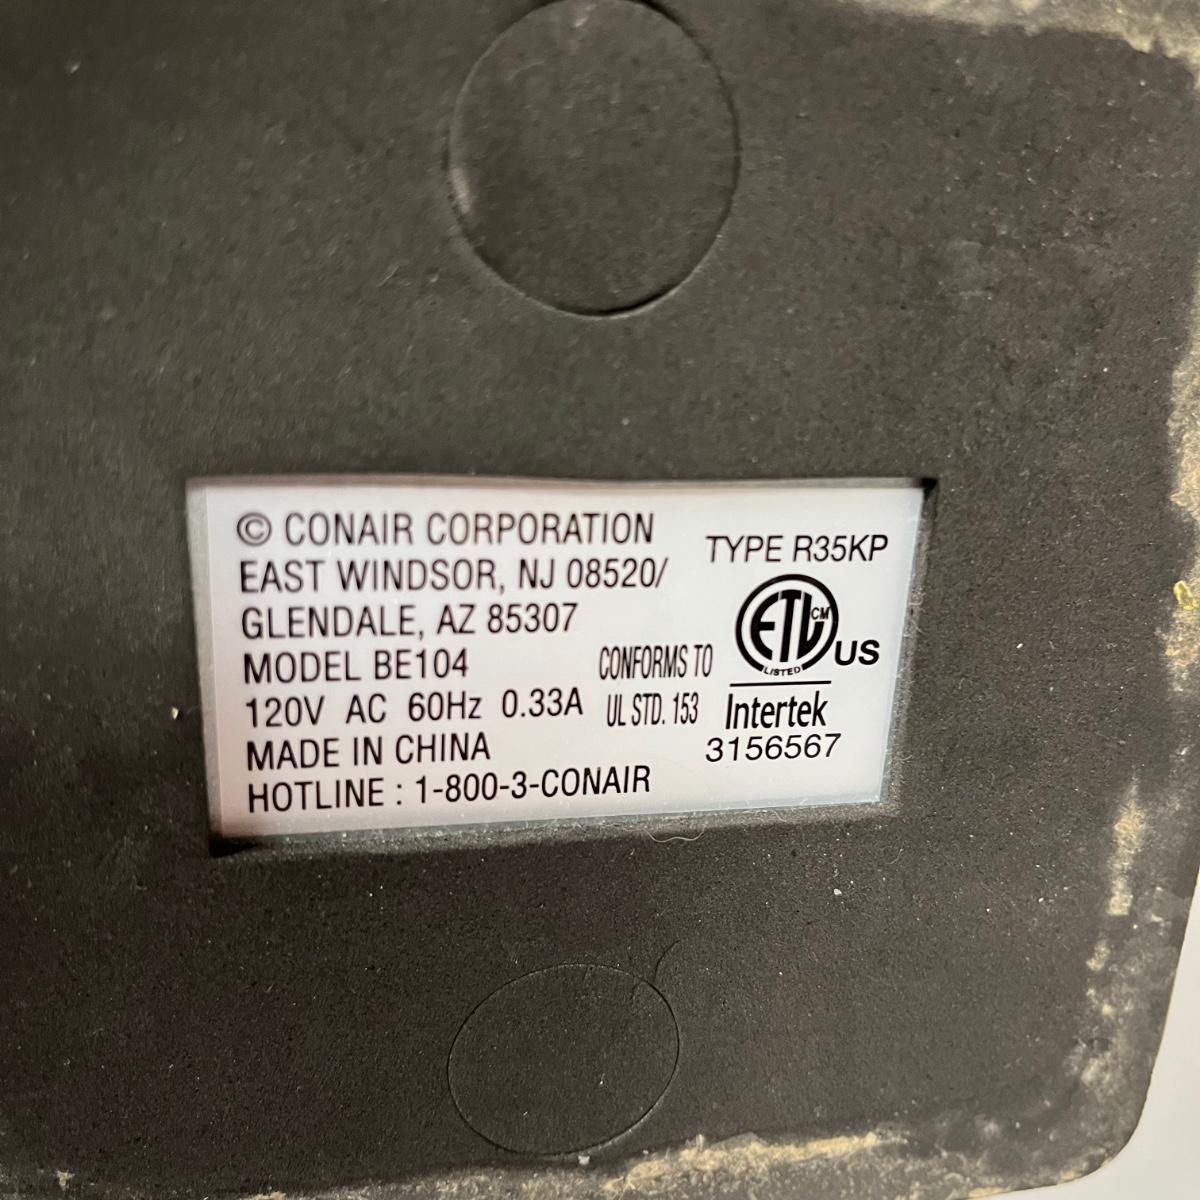 © CONAIR CORPORATION
EAST WINDSOR, NJ 08520/
GLENDALE, AZ 85307
MODEL BE104
120V AC 60Hz 0.33A
MADE IN CHINA
HOTLINE : 1-800-3-CONAIR
CONFORMS TO
UL STD. 153
TYPE R35KP
ETL CM
LISTED
US
Intertek
3156567